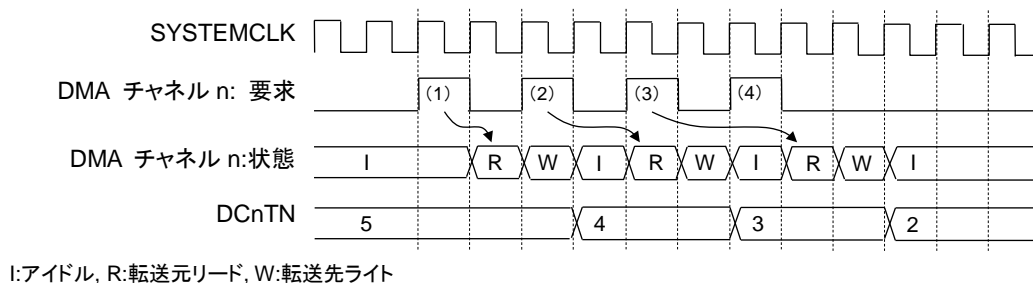 SYSTEMCLK
DMA チャネル n: 要求 (1) (2) (3) (4)
DMA チャネル n:状態 I R W I R W I R W I
DCnTN 5 4 3 2
I:アイドル, R:転送元リード, W:転送先ライト